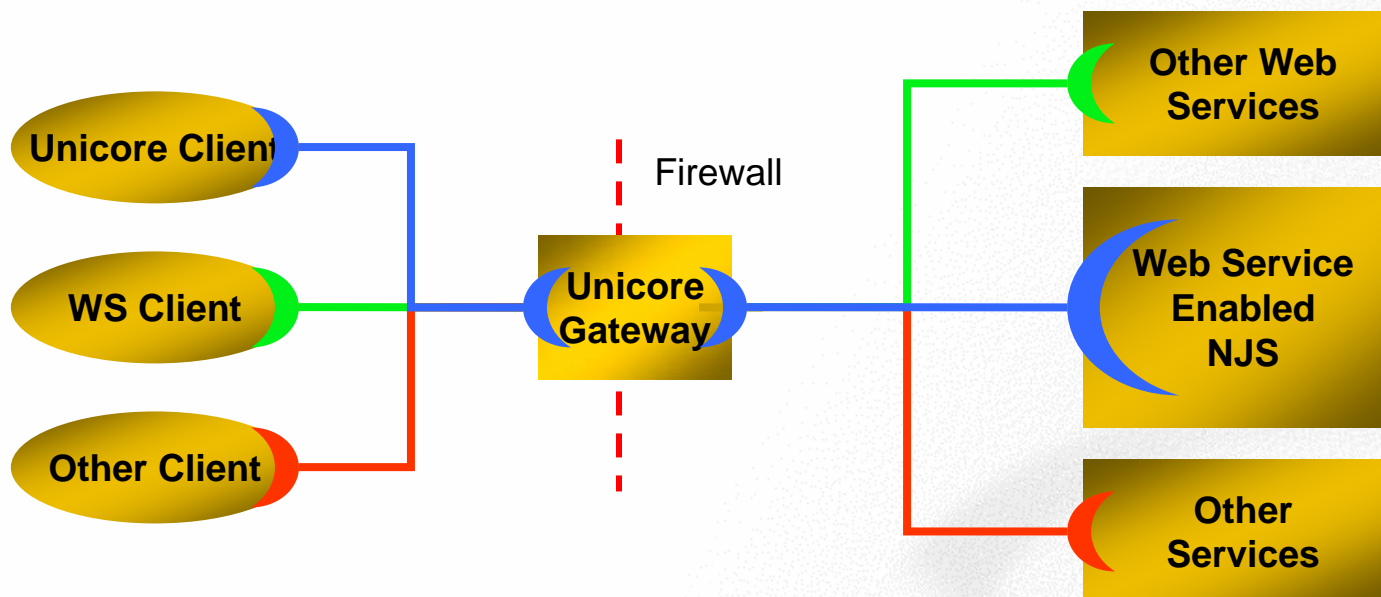 Unicore Client
WS Client
Other Client
Firewall
Unicore
Gateway
Other Web
Services
Web Service
Enabled
NJS
Other
Services